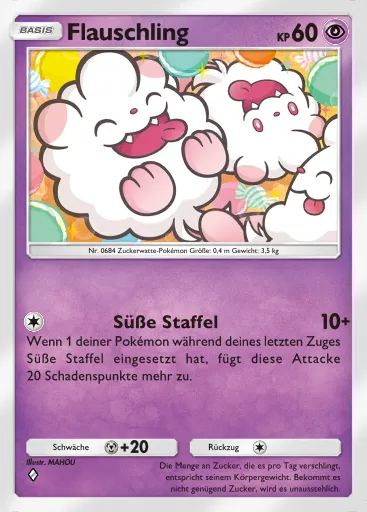 BASIS
Flauschling
KP 60
Nr. 0684 Zuckerwatte-Pokémon Größe: 0,4 m Gewicht: 3,5 kg
Süße Staffel 10+
Wenn 1 deiner Pokémon während deines letzten Zuges
Süße Staffel eingesetzt hat, fügt diese Attacke
20 Schadenspunkte mehr zu.
Schwäche +20 Rückzug
Illustr. MAHOU
Die Menge an Zucker, die es pro Tag verschlingt,
entspricht seinem Körpergewicht. Bekommt es
nicht genügend Zucker, wird es unausstehlich.